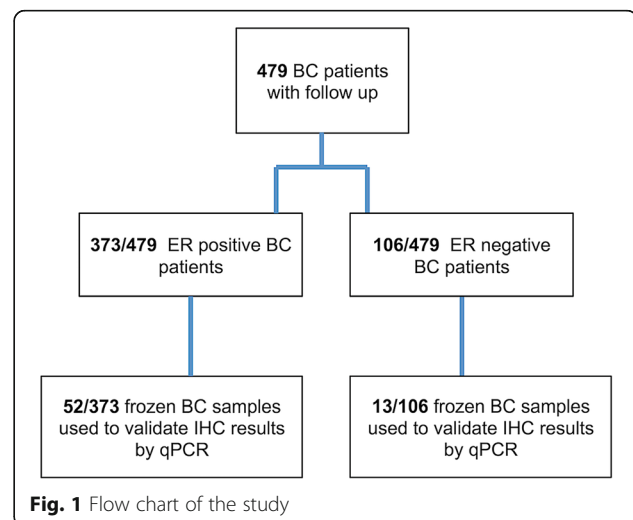 479 BC patients
with follow up
373/479 ER positive BC
patients
106/479 ER negative
BC patients
52/373 frozen BC samples
used to validate IHC results
by qPCR
13/106 frozen BC samples
used to validate IHC results
by qPCR
Fig. 1 Flow chart of the study